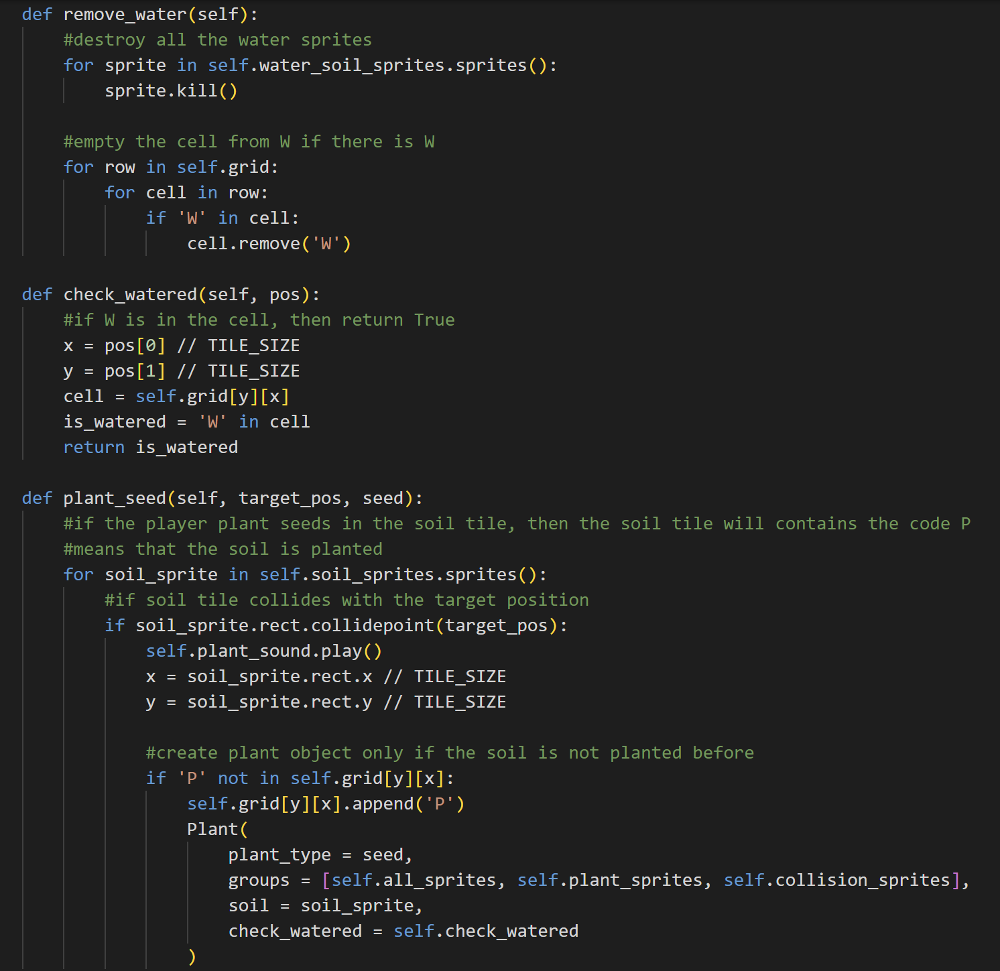 def remove_water(self):
    #destroy all the water sprites
    for sprite in self.water_soil_sprites.sprites():
        sprite.kill()

    #empty the cell from W if there is W
    for row in self.grid:
        for cell in row:
            if 'W' in cell:
                cell.remove('W')

def check_watered(self, pos):
    #if W is in the cell, then return True
    x = pos[0] // TILE_SIZE
    y = pos[1] // TILE_SIZE
    cell = self.grid[y][x]
    is_watered = 'W' in cell
    return is_watered

def plant_seed(self, target_pos, seed):
    #if the player plant seeds in the soil tile, then the soil tile will contains the code P
    #means that the soil is planted
    for soil_sprite in self.soil_sprites.sprites():
        #if soil tile collides with the target position
        if soil_sprite.rect.collidepoint(target_pos):
            self.plant_sound.play()
            x = soil_sprite.rect.x // TILE_SIZE
            y = soil_sprite.rect.y // TILE_SIZE

            #create plant object only if the soil is not planted before
            if 'P' not in self.grid[y][x]:
                self.grid[y][x].append('P')
                Plant(
                    plant_type = seed,
                    groups = [self.all_sprites, self.plant_sprites, self.collision_sprites],
                    soil = soil_sprite,
                    check_watered = self.check_watered
                )